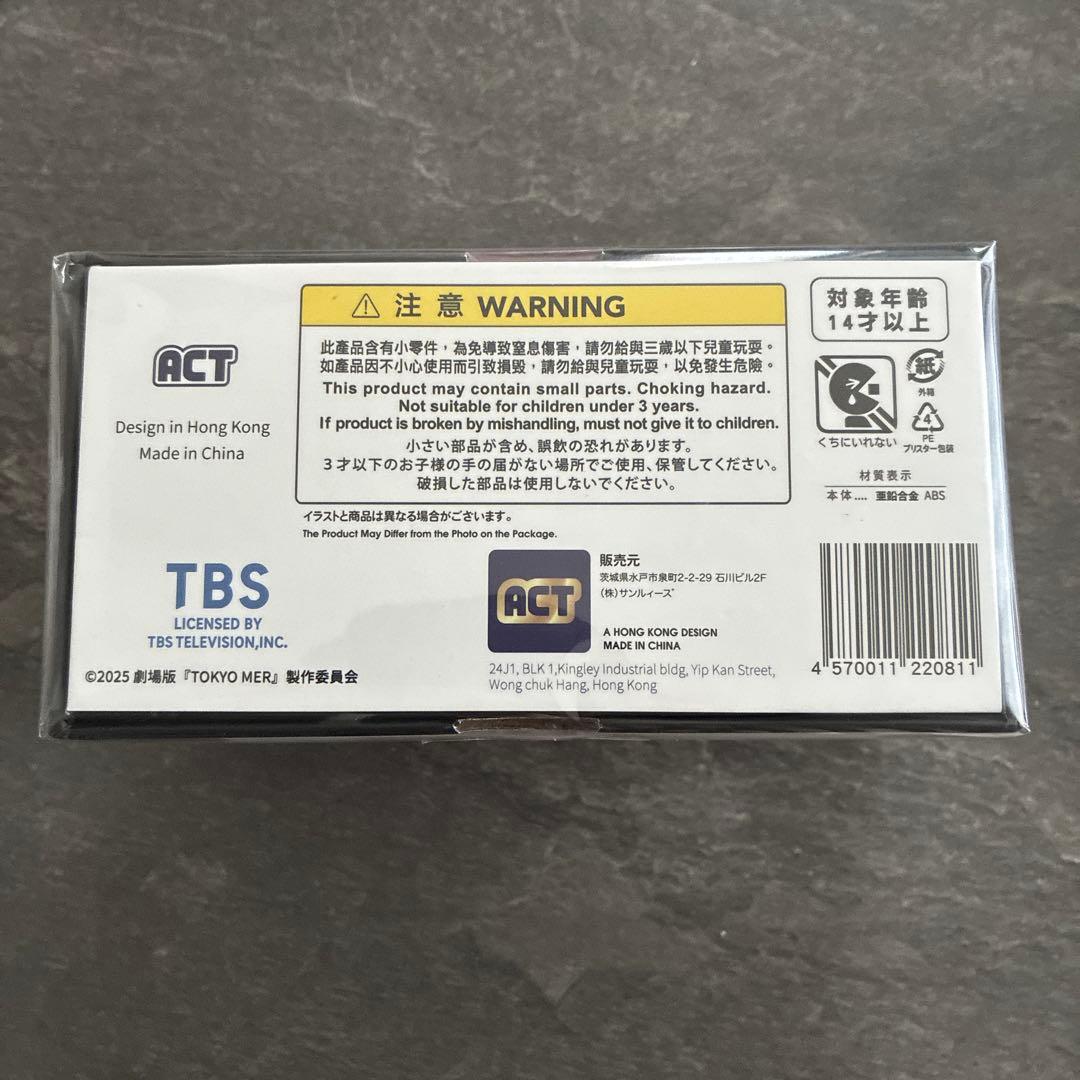 ACT
Design in Hong Kong
Made in China
TBS
LICENSED BY
TBS TELEVISION,INC.
©2025 劇場版『TOKYO MER』製作委員会
注意 WARNING
此產品含有小零件，為免導致窒息傷害，請勿給與三歲以下兒童玩耍。
如產品因不小心使用而引致損毀，請勿給與兒童玩耍，以免發生危險。
This product may contain small parts. Choking hazard.
Not suitable for children under 3 years.
If product is broken by mishandling, must not give it to children.
小さい部品が含め、誤飲の恐れがあります。
3才以下のお子様の手の届がない場所でご使用、保管してください。
破損した部品は使用しないでください。
イラストと商品は異なる場合がございます。
The Product May Differ from the Photo on the Package.
ACT
販売元
茨城県水戸市泉町2-2-29 石川ビル2F
(株)サンルィーズ
A HONG KONG DESIGN
MADE IN CHINA
24J1, BLK 1,Kingley Industrial bldg, Yip Kan Street,
Wong chuk Hang, Hong Kong
対象年齢
14才以上
くちにいれない
紙
外箱
4
PE
ブリスター包装
材質表示
本体.... 亜鉛合金 ABS
4 570011 220811